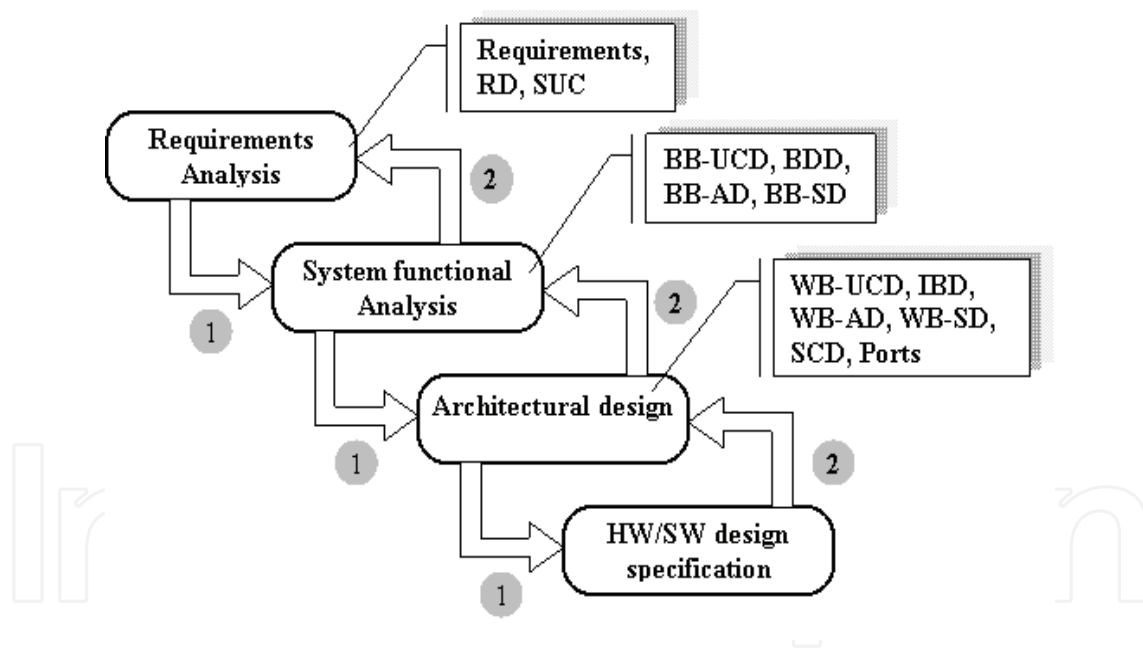 Requirements,
RD, SUC
Requirements
Analysis
2
BB-UCD, BDD,
BB-AD, BB-SD
System functional
Analysis
1
2
WB-UCD, IBD,
WB-AD, WB-SD,
SCD, Ports
Architectural design
1
2
HW/SW design
specification
1